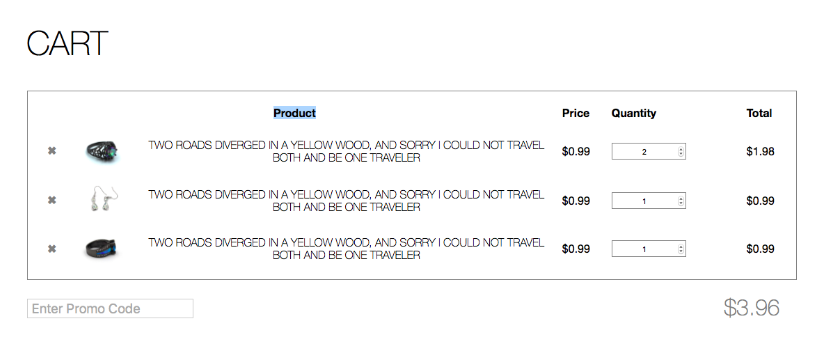 CART
Product Price Quantity Total
TWO ROADS DIVERGED IN A YELLOW WOOD, AND SORRY I COULD NOT TRAVEL
BOTH AND BE ONE TRAVELER
$0.99 2 $1.98
TWO ROADS DIVERGED IN A YELLOW WOOD, AND SORRY I COULD NOT TRAVEL
BOTH AND BE ONE TRAVELER
$0.99 1 $0.99
TWO ROADS DIVERGED IN A YELLOW WOOD, AND SORRY I COULD NOT TRAVEL
BOTH AND BE ONE TRAVELER
$0.99 1 $0.99
Enter Promo Code $3.96